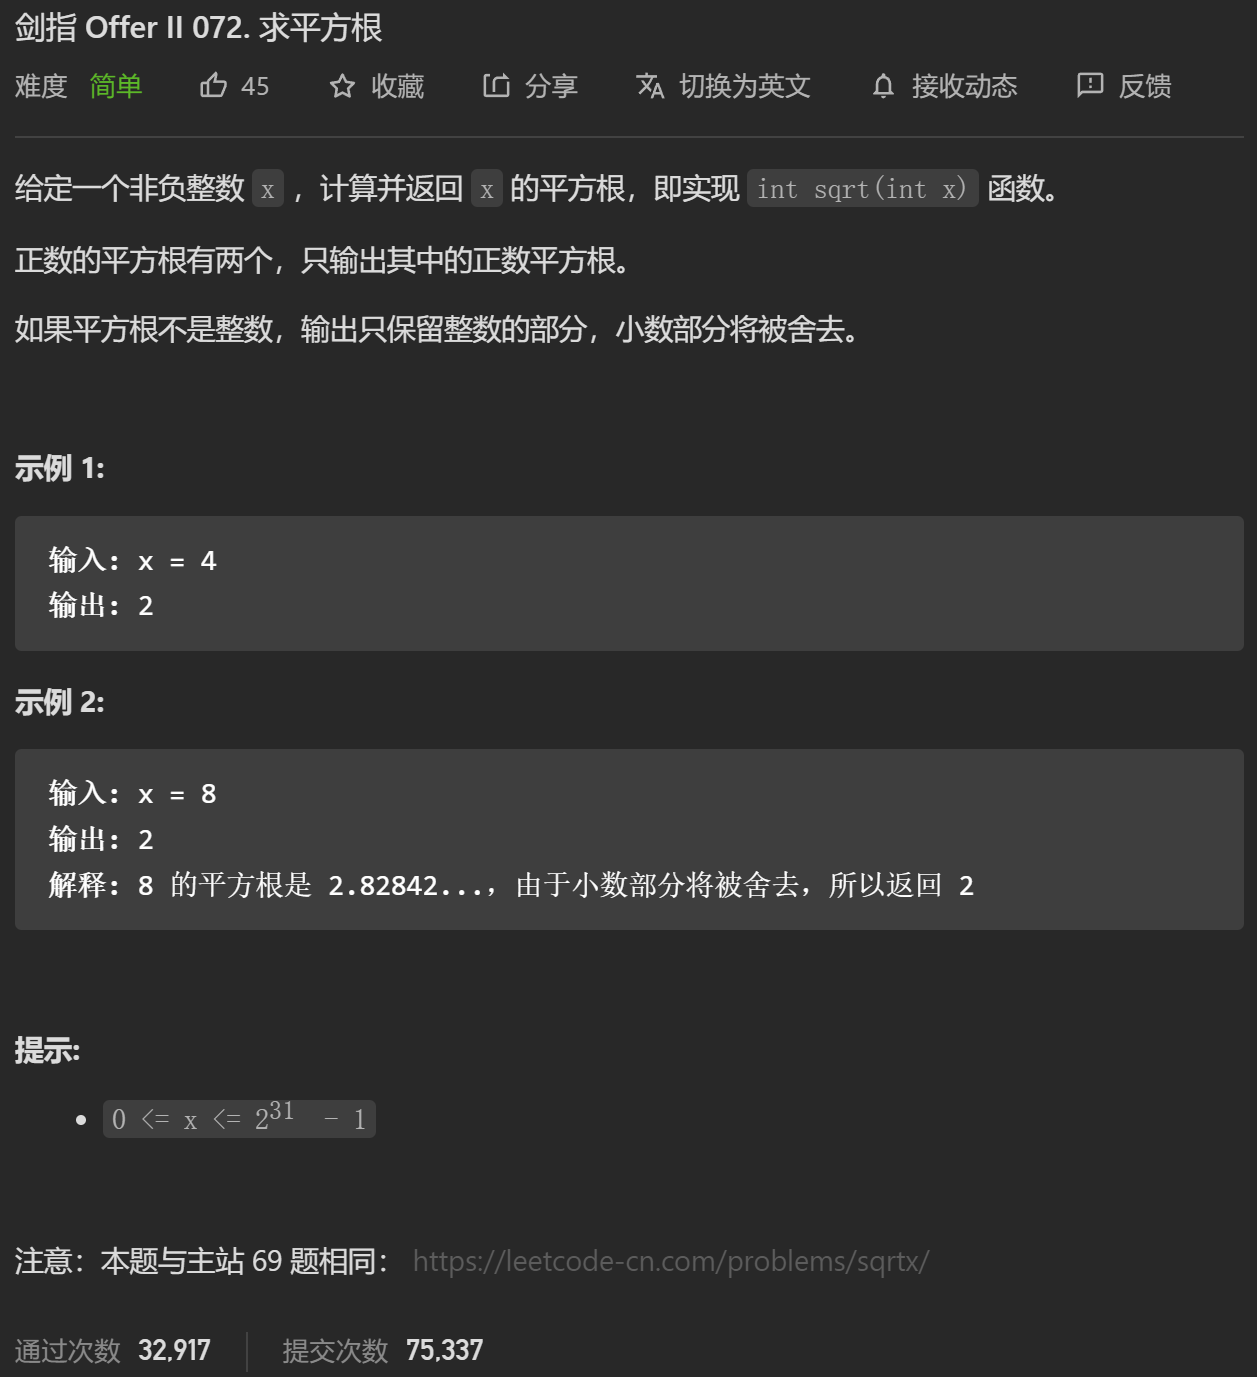 剑指 Offer II 072. 求平方根
难度 简单 45 收藏 分享 切换为英文 接收动态 反馈
给定一个非负整数 x ，计算并返回 x 的平方根，即实现 int sqrt(int x) 函数。
正数的平方根有两个，只输出其中的正数平方根。
如果平方根不是整数，输出只保留整数的部分，小数部分将被舍去。
示例 1:
输入: x = 4
输出: 2
示例 2:
输入: x = 8
输出: 2
解释: 8 的平方根是 2.82842...，由于小数部分将被舍去，所以返回 2
提示:
• 0 <= x <= 2³¹ - 1
注意：本题与主站 69 题相同： https://leetcode-cn.com/problems/sqrtx/
通过次数 32,917 提交次数 75,337